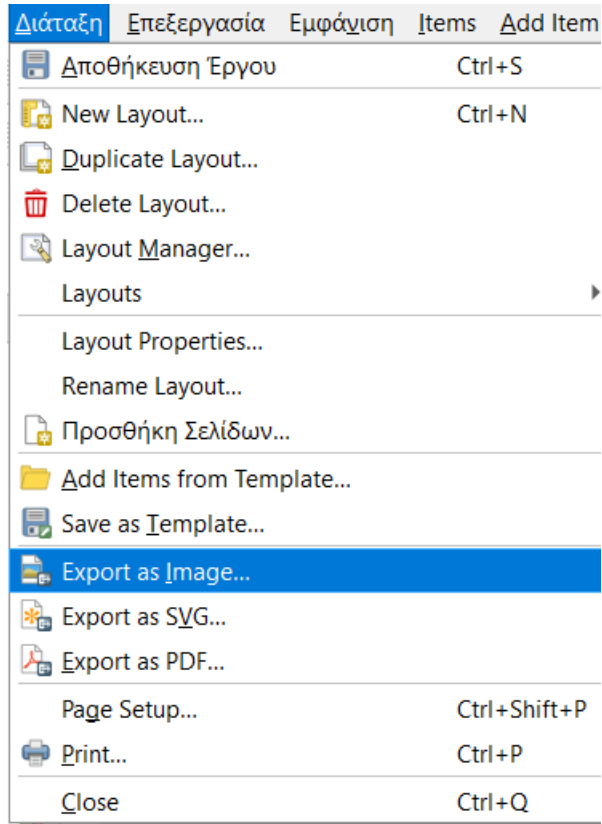 Διάταξη Επεξεργασία Εμφάνιση Items Add Item
Αποθήκευση Έργου Ctrl+S
New Layout... Ctrl+N
Duplicate Layout...
Delete Layout...
Layout Manager...
Layouts
Layout Properties...
Rename Layout...
Προσθήκη Σελίδων...
Add Items from Template...
Save as Template...
Export as Image...
Export as SVG...
Export as PDF...
Page Setup... Ctrl+Shift+P
Print... Ctrl+P
Close Ctrl+Q